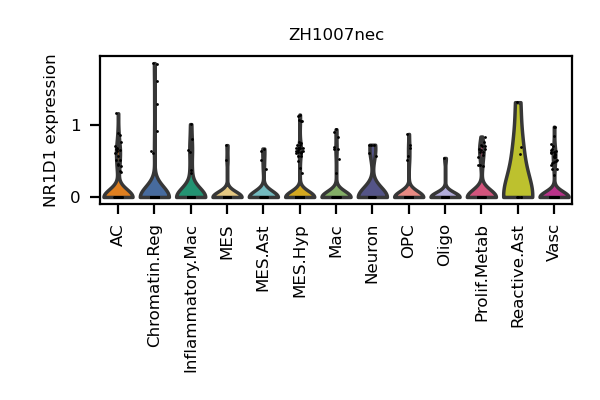 ZH1007nec
NR1D1 expression
1
0
AC
Chromatin.Reg
Inflammatory.Mac
MES
MES.Ast
MES.Hyp
Mac
Neuron
OPC
Oligo
Prolif.Metab
Reactive.Ast
Vasc